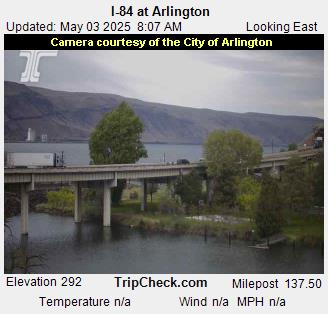 I-84 at Arlington
Updated: May 03 2025 8:07 AM Looking East
Camera courtesy of the City of Arlington
Elevation 292 TripCheck.com Milepost 137.50
Temperature n/a Wind n/a MPH n/a